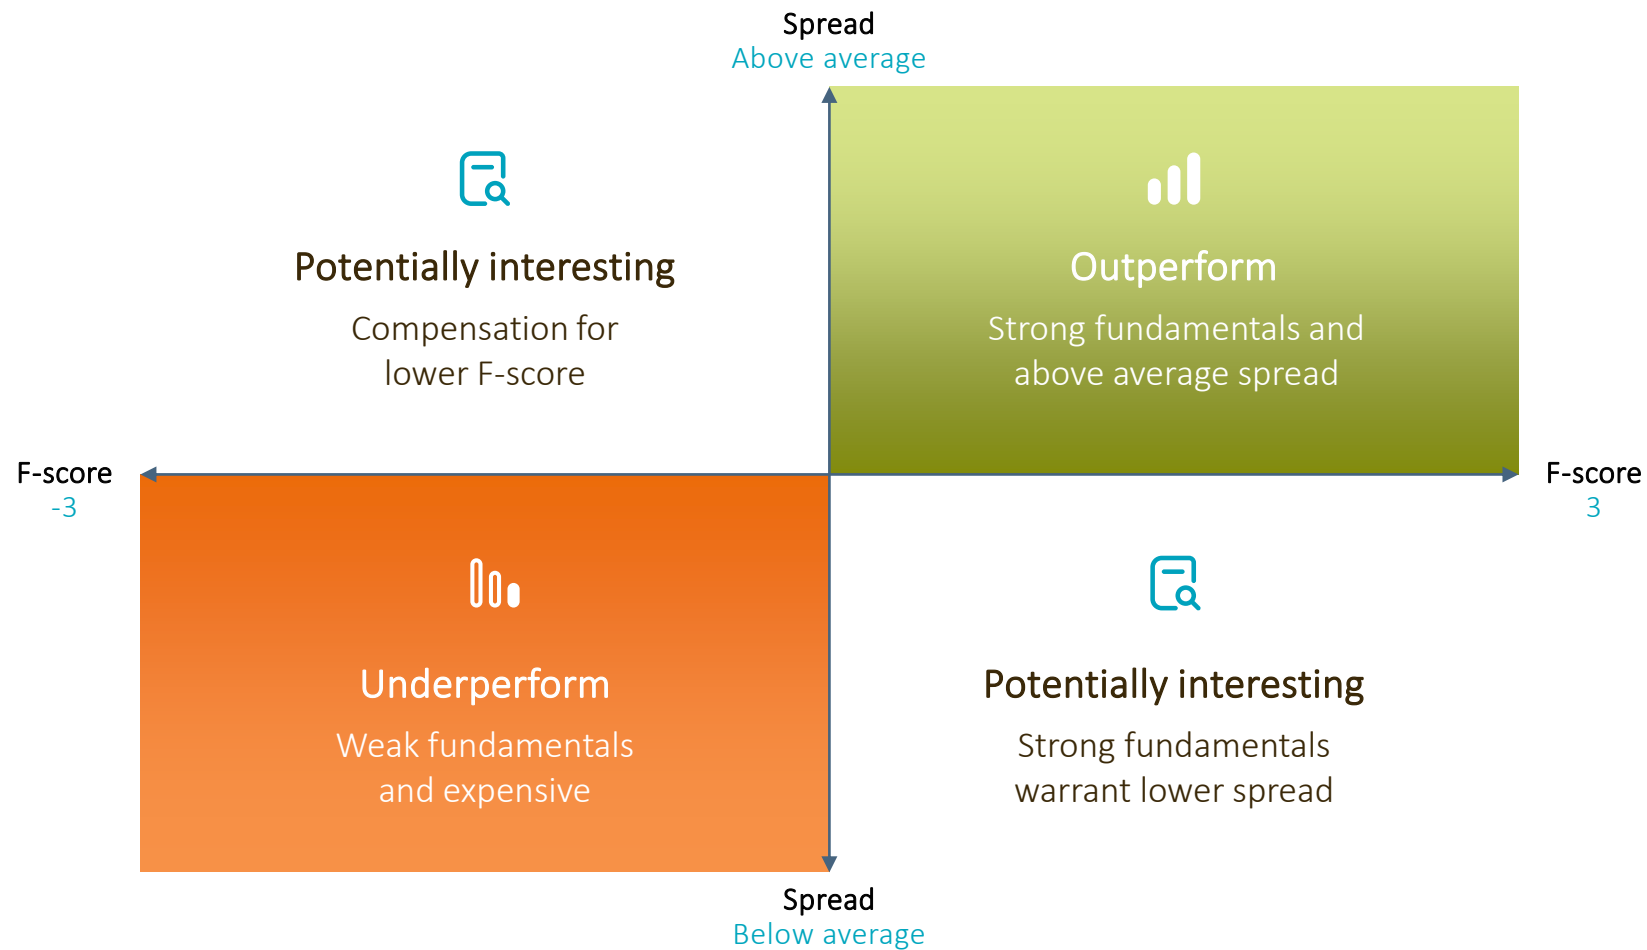 Spread
Above average
Potentially interesting
Compensation for
lower F-score
Outperform
Strong fundamentals and
above average spread
F-score
-3
F-score
3
Underperform
Weak fundamentals
and expensive
Potentially interesting
Strong fundamentals
warrant lower spread
Spread
Below average